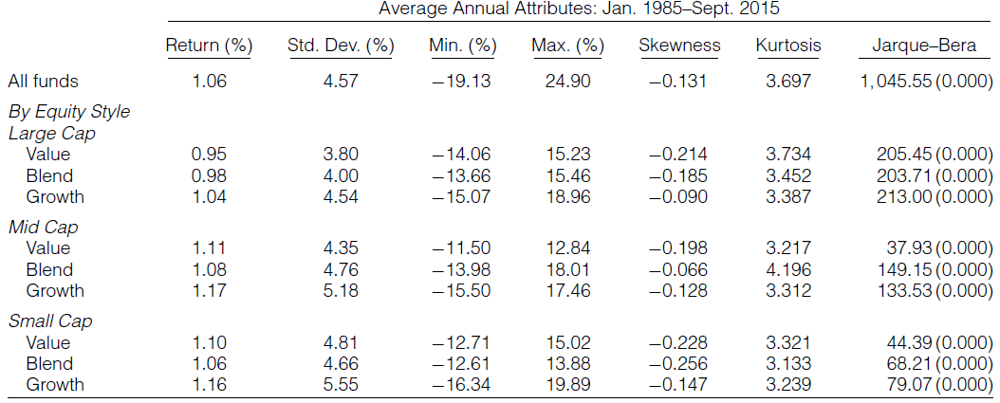 Average Annual Attributes: Jan. 1985–Sept. 2015
Return (%) Std. Dev. (%) Min. (%) Max. (%) Skewness Kurtosis Jarque–Bera
All funds 1.06 4.57 −19.13 24.90 −0.131 3.697 1,045.55 (0.000)
By Equity Style
Large Cap
Value 0.95 3.80 −14.06 15.23 −0.214 3.734 205.45 (0.000)
Blend 0.98 4.00 −13.66 15.46 −0.185 3.452 203.71 (0.000)
Growth 1.04 4.54 −15.07 18.96 −0.090 3.387 213.00 (0.000)
Mid Cap
Value 1.11 4.35 −11.50 12.84 −0.198 3.217 37.93 (0.000)
Blend 1.08 4.76 −13.98 18.01 −0.066 4.196 149.15 (0.000)
Growth 1.17 5.18 −15.50 17.46 −0.128 3.312 133.53 (0.000)
Small Cap
Value 1.10 4.81 −12.71 15.02 −0.228 3.321 44.39 (0.000)
Blend 1.06 4.66 −12.61 13.88 −0.256 3.133 68.21 (0.000)
Growth 1.16 5.55 −16.34 19.89 −0.147 3.239 79.07 (0.000)